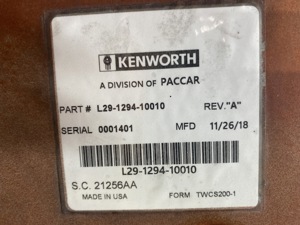 KENWORTH
A DIVISION OF PACCAR
PART # L29-1294-10010 REV."A"
SERIAL 0001401 MFD 11/26/18
L29-1294-10010
S.C. 21256AA
MADE IN USA FORM TWCS200-1